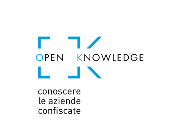 OPEN KNOWLEDGE
conoscere
le aziende
confiscate